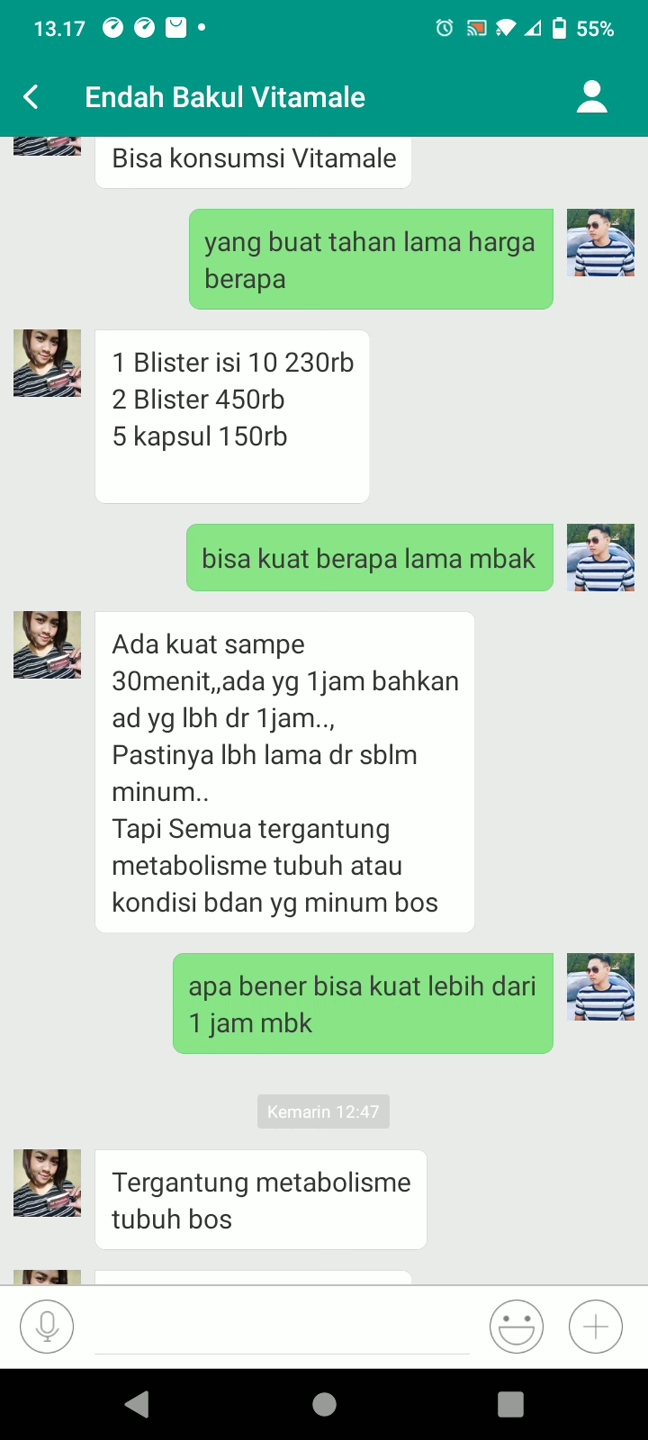 13.17
55%
Endah Bakul Vitamale
Bisa konsumsi Vitamale
yang buat tahan lama harga
berapa
1 Blister isi 10 230rb
2 Blister 450rb
5 kapsul 150rb
bisa kuat berapa lama mbak
Ada kuat sampe
30menit,,ada yg 1jam bahkan
ad yg lbh dr 1jam..,
Pastinya lbh lama dr sblm
minum..
Tapi Semua tergantung
metabolisme tubuh atau
kondisi bdan yg minum bos
apa bener bisa kuat lebih dari
1 jam mbk
Kemarin 12:47
Tergantung metabolisme
tubuh bos